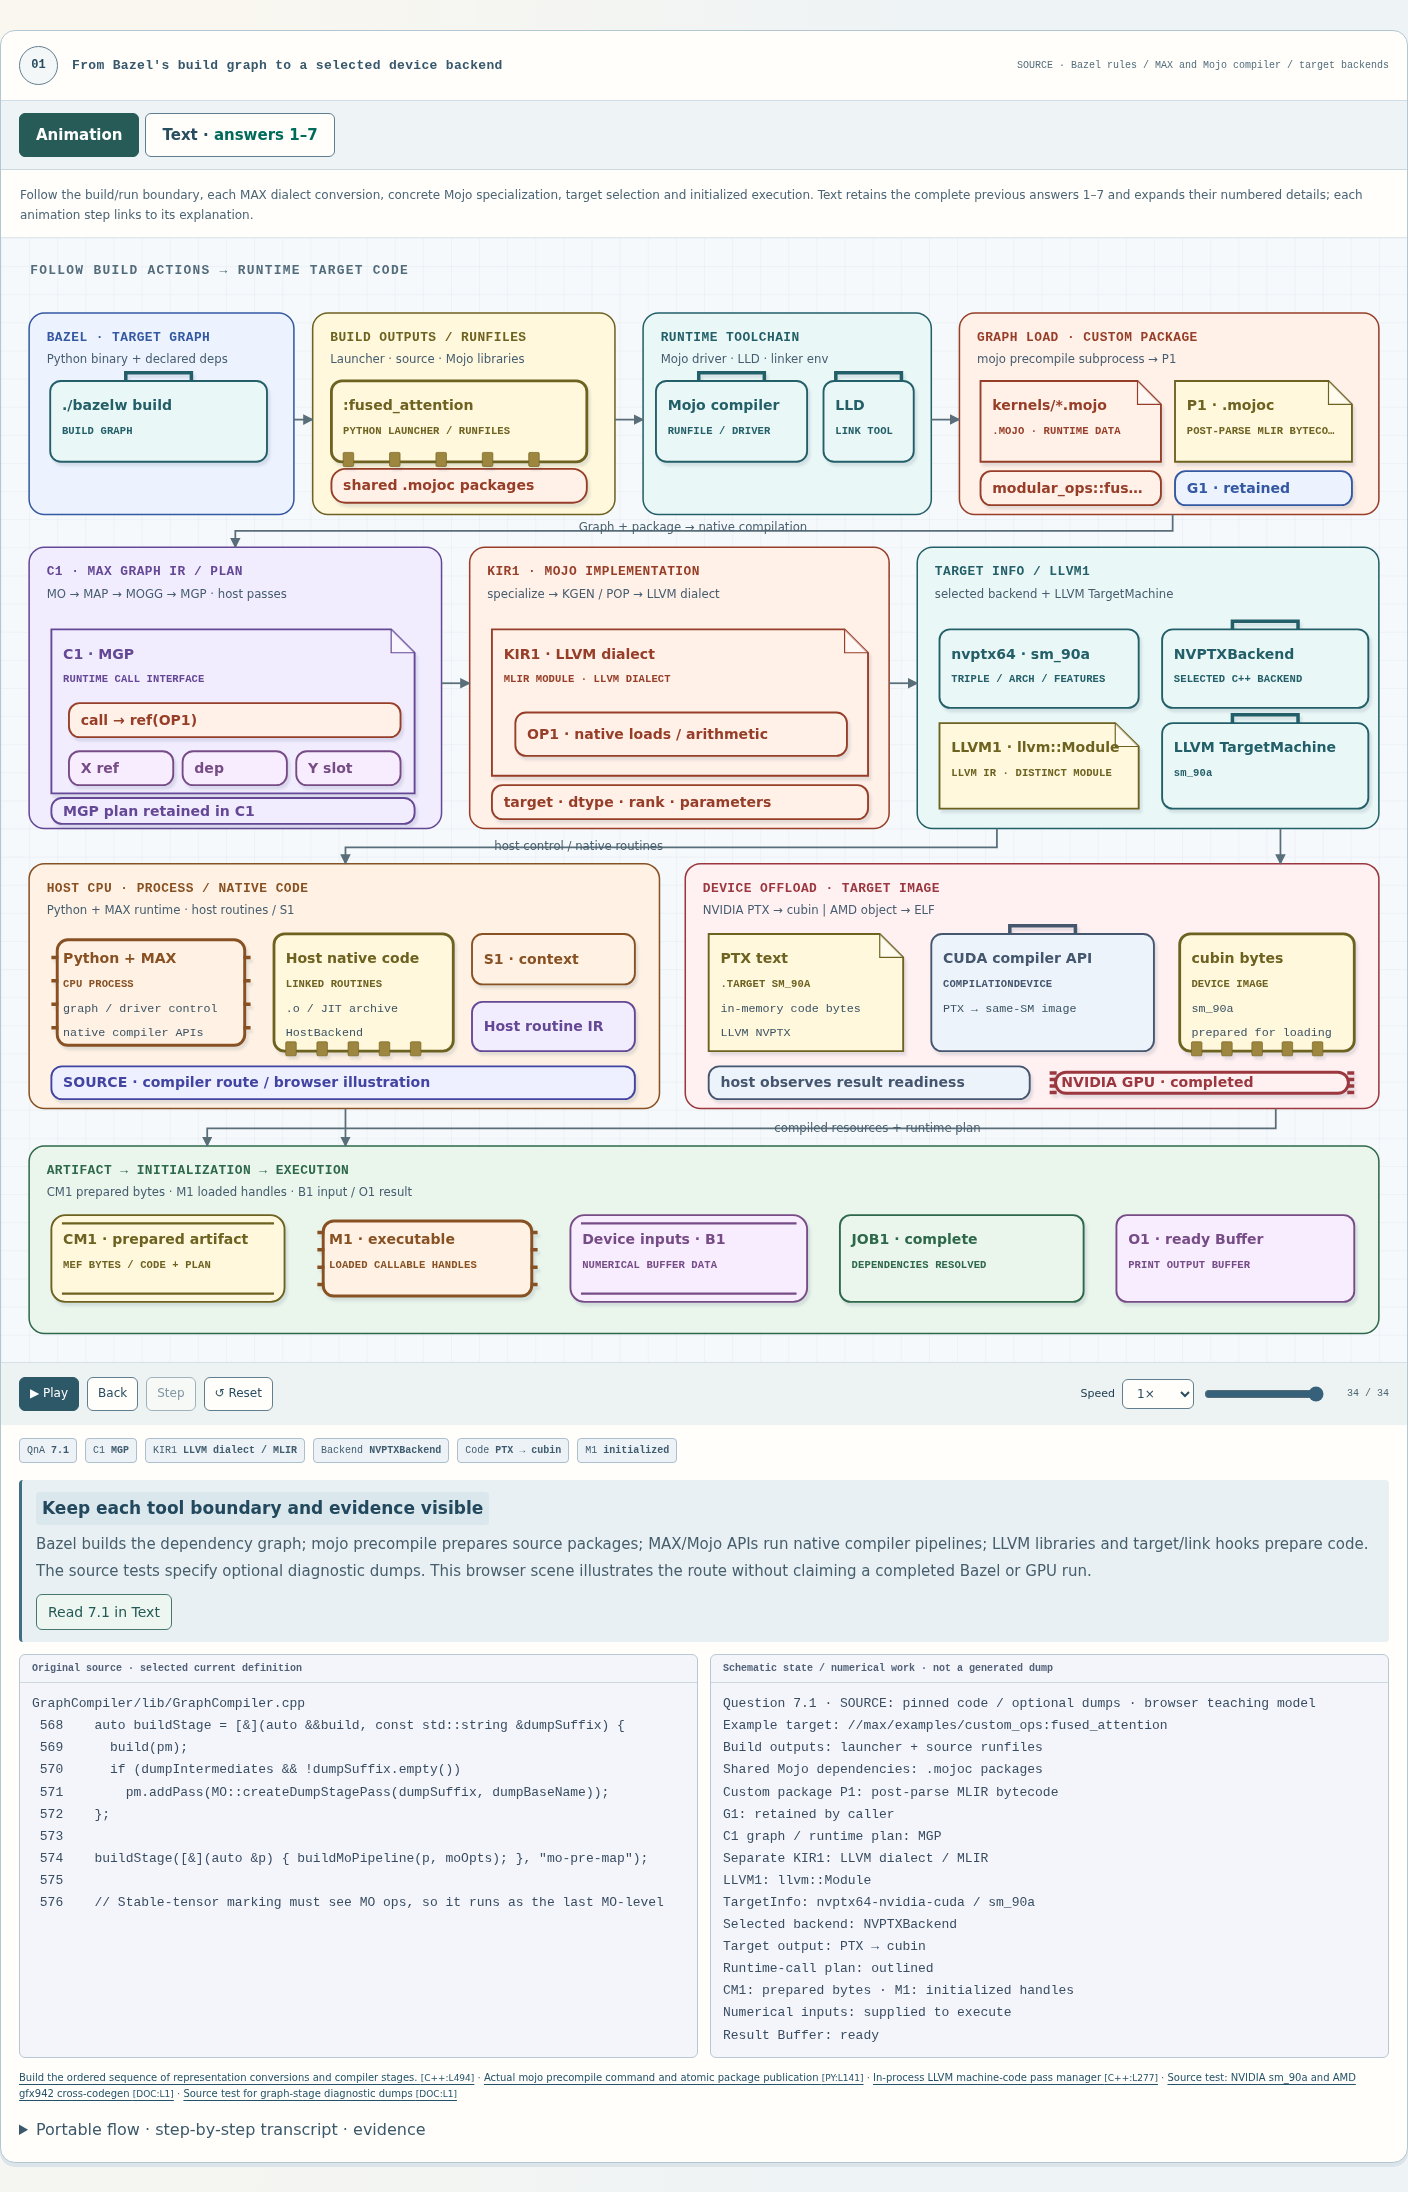 01
From Bazel's build graph to a selected device backend
SOURCE · Bazel rules / MAX and Mojo compiler / target backends
Animation
Text · answers 1–7
Follow the build/run boundary, each MAX dialect conversion, concrete Mojo specialization, target selection and initialized execution. Text retains the complete previous answers 1–7 and expands their numbered details; each
animation step links to its explanation.
FOLLOW BUILD ACTIONS → RUNTIME TARGET CODE
BAZEL · TARGET GRAPH
Python binary + declared deps
./bazelw build
BUILD GRAPH
BUILD OUTPUTS / RUNFILES
Launcher · source · Mojo libraries
:fused_attention
PYTHON LAUNCHER / RUNFILES
shared .mojoc packages
RUNTIME TOOLCHAIN
Mojo driver · LLD · linker env
Mojo compiler
RUNFILE / DRIVER
LLD
LINK TOOL
GRAPH LOAD · CUSTOM PACKAGE
mojo precompile subprocess → P1
kernels/*.mojo
.MOJO · RUNTIME DATA
P1 · .mojoc
POST-PARSE MLIR BYTECO…
modular_ops::fus…
G1 · retained
Graph + package → native compilation
C1 · MAX GRAPH IR / PLAN
MO → MAP → MOGG → MGP · host passes
C1 · MGP
RUNTIME CALL INTERFACE
call → ref(OP1)
X ref
dep
Y slot
MGP plan retained in C1
KIR1 · MOJO IMPLEMENTATION
specialize → KGEN / POP → LLVM dialect
KIR1 · LLVM dialect
MLIR MODULE · LLVM DIALECT
OP1 · native loads / arithmetic
target · dtype · rank · parameters
TARGET INFO / LLVM1
selected backend + LLVM TargetMachine
nvptx64 · sm_90a
TRIPLE / ARCH / FEATURES
NVPTXBackend
SELECTED C++ BACKEND
LLVM1 · llvm::Module
LLVM IR · DISTINCT MODULE
LLVM TargetMachine
sm_90a
host control / native routines
HOST CPU · PROCESS / NATIVE CODE
Python + MAX runtime · host routines / S1
Python + MAX
CPU PROCESS
graph / driver control
native compiler APIs
Host native code
LINKED ROUTINES
.o / JIT archive
HostBackend
S1 · context
Host routine IR
SOURCE · compiler route / browser illustration
DEVICE OFFLOAD · TARGET IMAGE
NVIDIA PTX → cubin | AMD object → ELF
PTX text
.TARGET SM_90A
in-memory code bytes
LLVM NVPTX
CUDA compiler API
COMPILATIONDEVICE
PTX → same-SM image
cubin bytes
DEVICE IMAGE
sm_90a
prepared for loading
host observes result readiness
NVIDIA GPU · completed
compiled resources + runtime plan
ARTIFACT → INITIALIZATION → EXECUTION
CM1 prepared bytes · M1 loaded handles · B1 input / O1 result
CM1 · prepared artifact
MEF BYTES / CODE + PLAN
M1 · executable
LOADED CALLABLE HANDLES
Device inputs · B1
NUMERICAL BUFFER DATA
JOB1 · complete
DEPENDENCIES RESOLVED
O1 · ready Buffer
PRINT OUTPUT BUFFER
▶ Play
Back
Step
↺ Reset
Speed
1×
34 / 34
QnA 7.1
C1 MGP
KIR1 LLVM dialect / MLIR
Backend NVPTXBackend
Code PTX → cubin
M1 initialized
Keep each tool boundary and evidence visible
Bazel builds the dependency graph; mojo precompile prepares source packages; MAX/Mojo APIs run native compiler pipelines; LLVM libraries and target/link hooks prepare code.
The source tests specify optional diagnostic dumps. This browser scene illustrates the route without claiming a completed Bazel or GPU run.
Read 7.1 in Text
Original source · selected current definition
GraphCompiler/lib/GraphCompiler.cpp
568    auto buildStage = [&](auto &&build, const std::string &dumpSuffix) {
569      build(pm);
570      if (dumpIntermediates && !dumpSuffix.empty())
571        pm.addPass(MO::createDumpStagePass(dumpSuffix, dumpBaseName));
572    };
573
574    buildStage([&](auto &p) { buildMoPipeline(p, moOpts); }, "mo-pre-map");
575
576    // Stable-tensor marking must see MO ops, so it runs as the last MO-level
Schematic state / numerical work · not a generated dump
Question 7.1 · SOURCE: pinned code / optional dumps · browser teaching model
Example target: //max/examples/custom_ops:fused_attention
Build outputs: launcher + source runfiles
Shared Mojo dependencies: .mojoc packages
Custom package P1: post-parse MLIR bytecode
G1: retained by caller
C1 graph / runtime plan: MGP
Separate KIR1: LLVM dialect / MLIR
LLVM1: llvm::Module
TargetInfo: nvptx64-nvidia-cuda / sm_90a
Selected backend: NVPTXBackend
Target output: PTX → cubin
Runtime-call plan: outlined
CM1: prepared bytes · M1: initialized handles
Numerical inputs: supplied to execute
Result Buffer: ready
Build the ordered sequence of representation conversions and compiler stages. [C++:L494] · Actual mojo precompile command and atomic package publication [PY:L141] · In-process LLVM machine-code pass manager [C++:L277] · Source test: NVIDIA sm_90a and AMD
gfx942 cross-codegen [DOC:L1] · Source test for graph-stage diagnostic dumps [DOC:L1]
▶ Portable flow · step-by-step transcript · evidence